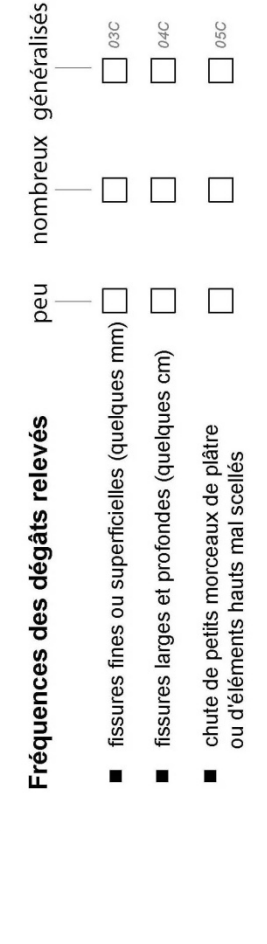 Fréquences des dégâts relevés peu nombreux généralisés
■ fissures fines ou superficielles (quelques mm) 03C
■ fissures larges et profondes (quelques cm) 04C
■ chute de petits morceaux de plâtre 05C
ou d'éléments hauts mal scellés